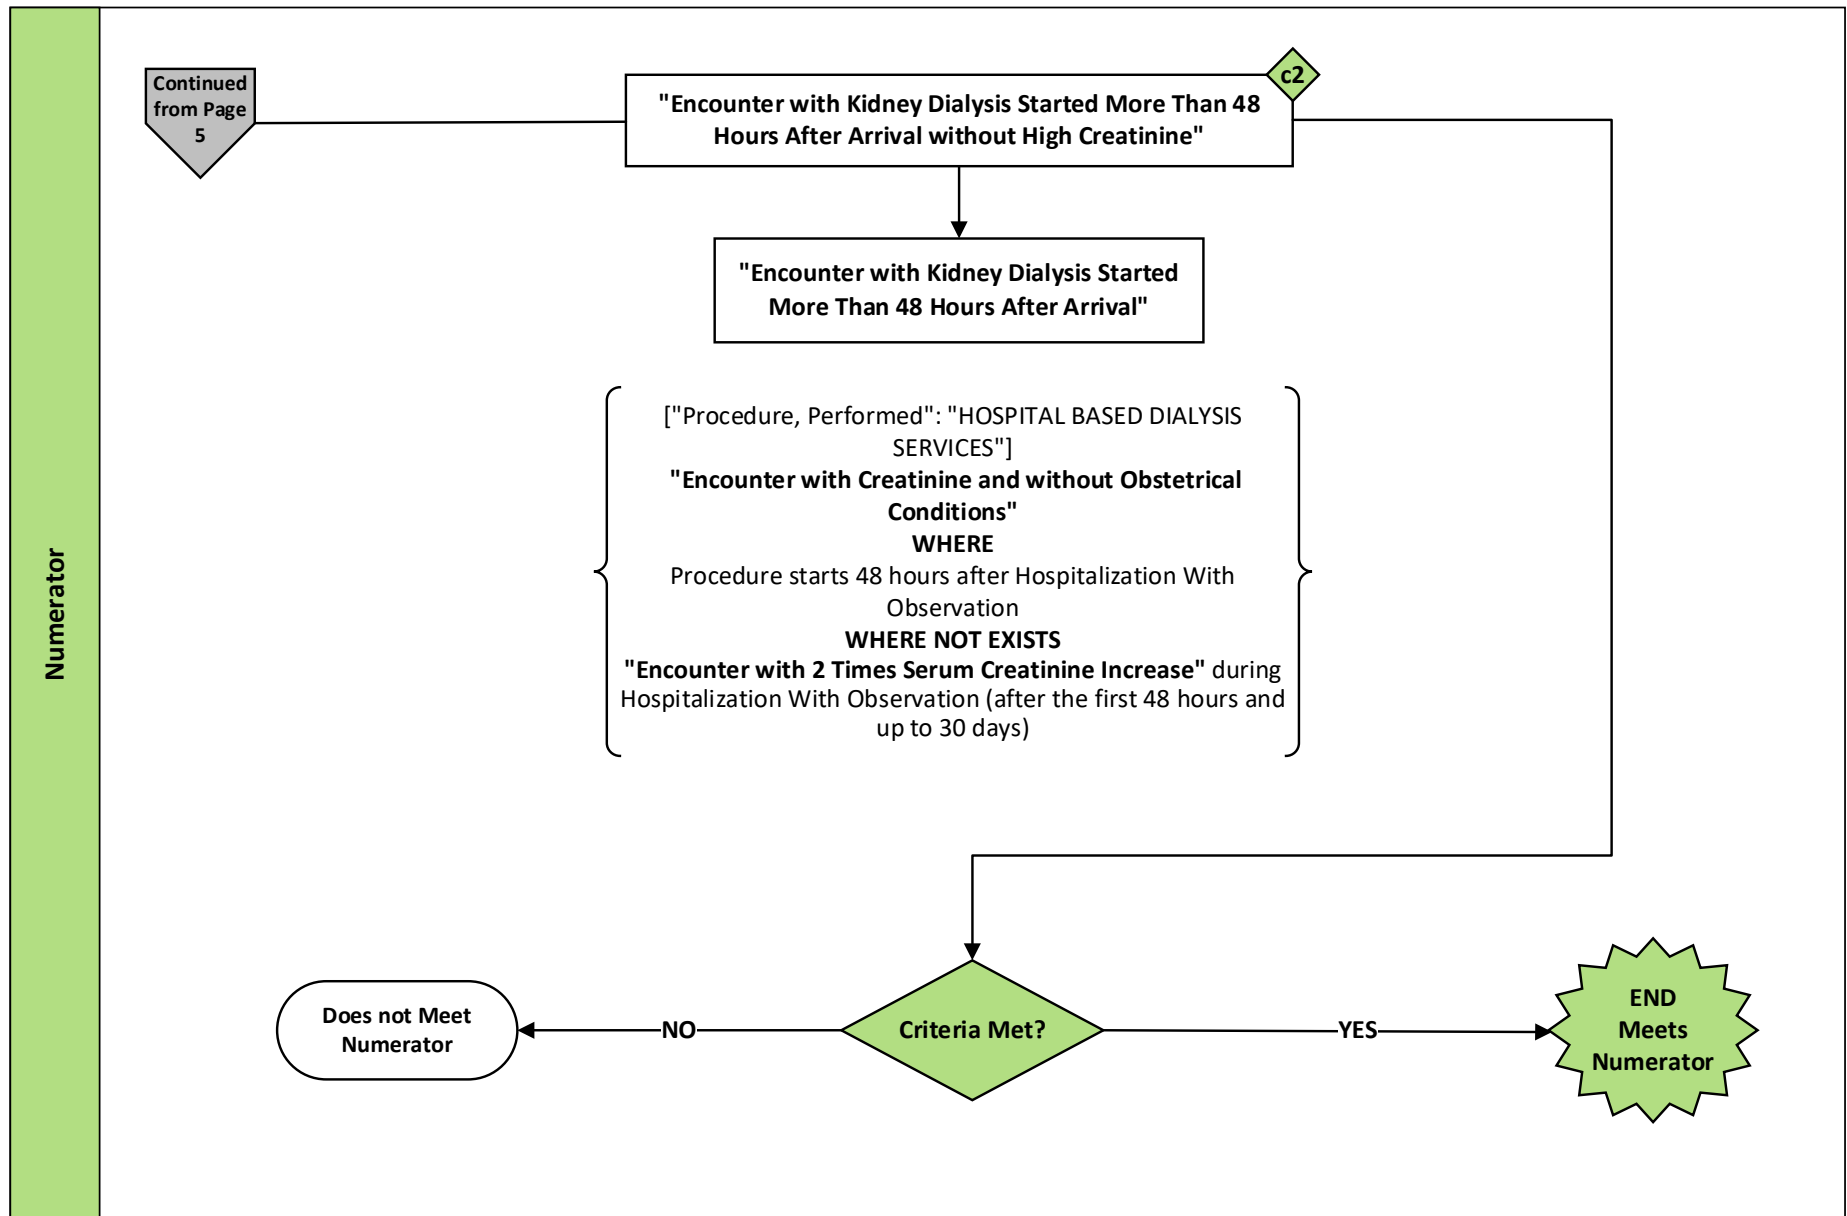 Numerator
Continued
from Page
5
c2
"Encounter with Kidney Dialysis Started More Than 48
Hours After Arrival without High Creatinine"
"Encounter with Kidney Dialysis Started
More Than 48 Hours After Arrival"
["Procedure, Performed": "HOSPITAL BASED DIALYSIS
SERVICES"]
"Encounter with Creatinine and without Obstetrical
Conditions"
WHERE
Procedure starts 48 hours after Hospitalization With
Observation
WHERE NOT EXISTS
"Encounter with 2 Times Serum Creatinine Increase" during
Hospitalization With Observation (after the first 48 hours and
up to 30 days)
Does not Meet
Numerator
NO
Criteria Met?
YES
END
Meets
Numerator